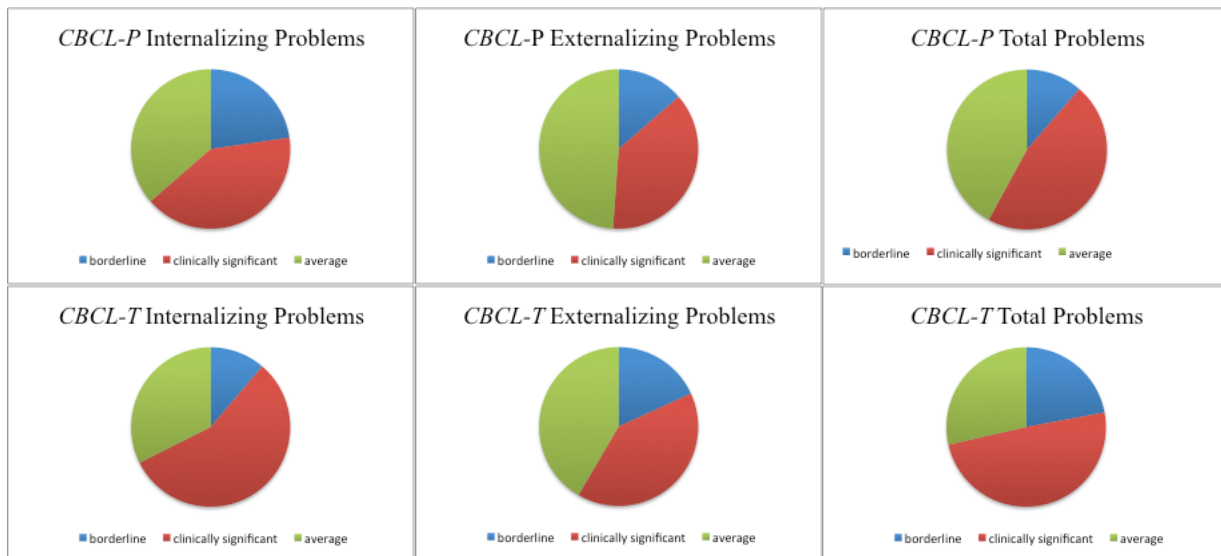 CBCL-P Internalizing Problems
borderline clinically significant average
CBCL-P Externalizing Problems
borderline clinically significant average
CBCL-P Total Problems
borderline clinically significant average
CBCL-T Internalizing Problems
borderline clinically significant average
CBCL-T Externalizing Problems
borderline clinically significant average
CBCL-T Total Problems
borderline clinically significant average